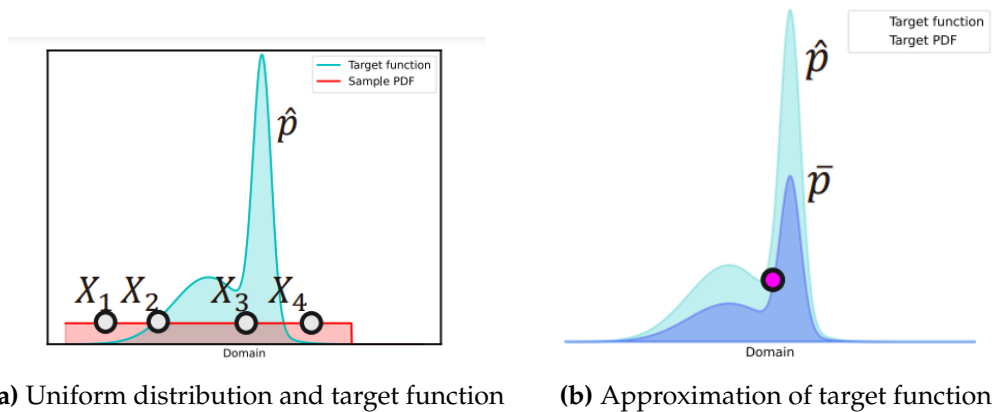 Target function
Sample PDF
p̂
X₁ X₂ X₃ X₄
Domain
a) Uniform distribution and target function
Target function
Target PDF
p̂
p̄
Domain
(b) Approximation of target function